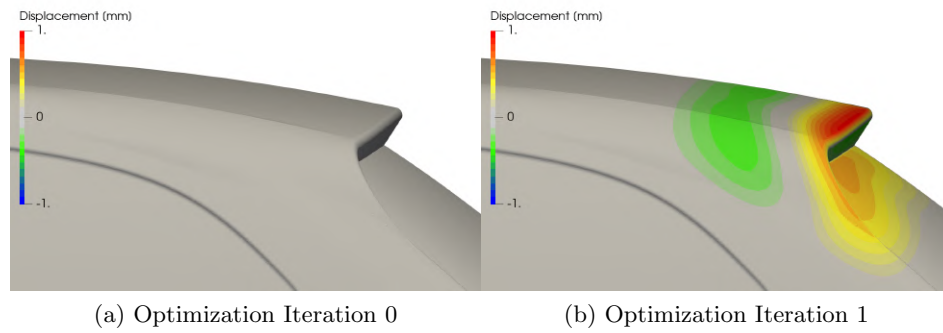 Displacement [mm]
1.
0
-1.
Displacement [mm]
1.
0
-1.
(a) Optimization Iteration 0
(b) Optimization Iteration 1